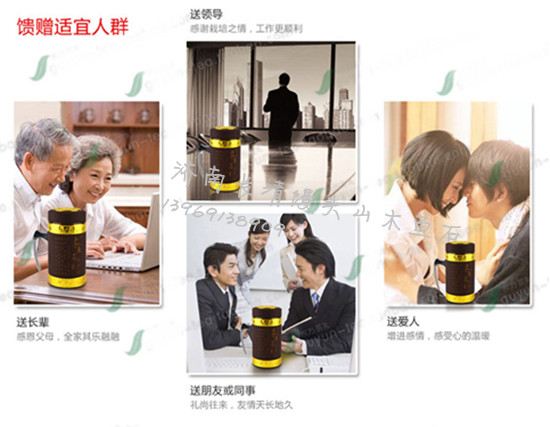 馈赠适宜人群
送领导
感谢栽培之情，工作更顺利
送长辈
感恩父母，全家其乐融融
送爱人
增进感情，感受心的温暖
送朋友或同事
礼尚往来，友情天长地久